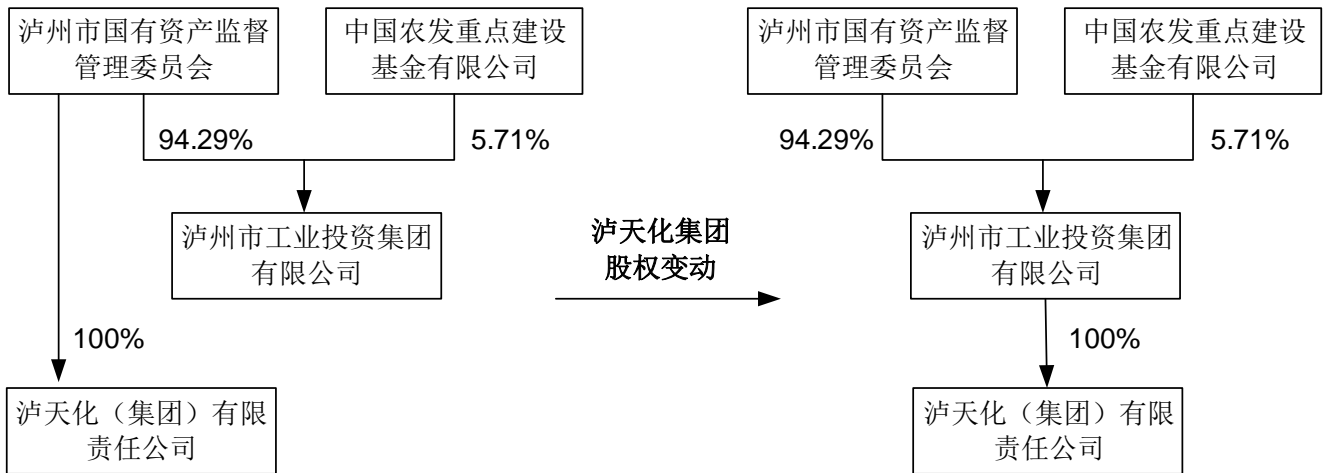 泸州市国有资产监督
管理委员会
中国农发重点建设
基金有限公司
94.29%
5.71%
泸州市工业投资集团
有限公司
100%
泸天化（集团）有限
责任公司
泸天化集团
股权变动
泸州市国有资产监督
管理委员会
中国农发重点建设
基金有限公司
94.29%
5.71%
泸州市工业投资集团
有限公司
100%
泸天化（集团）有限
责任公司